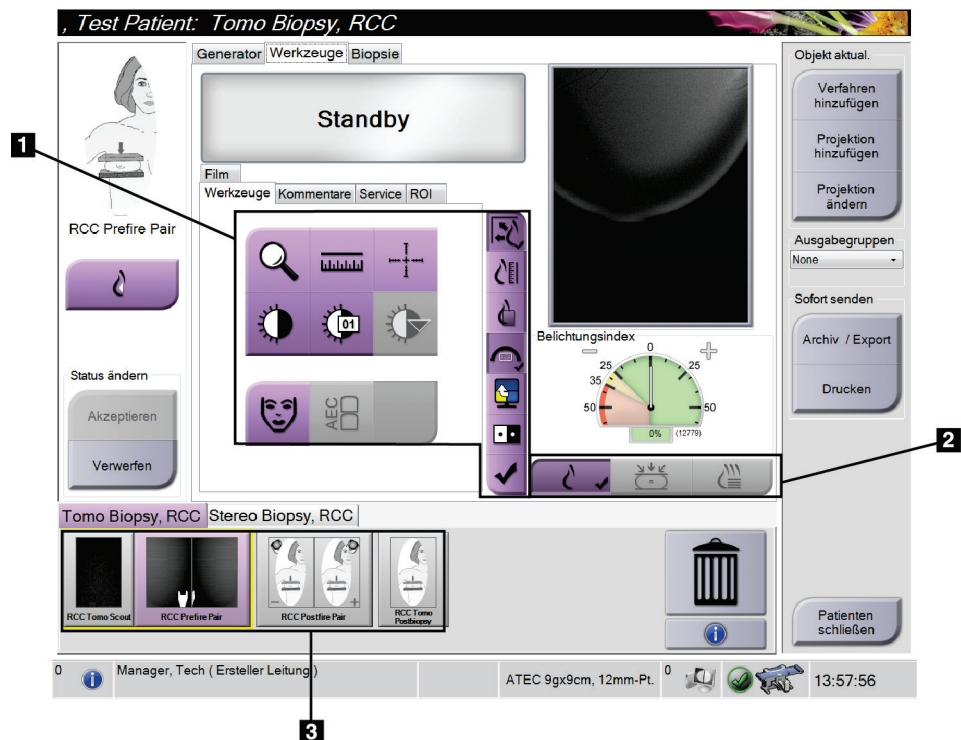 , Test Patient: Tomo Biopsy, RCC
Generator Werkzeuge Biopsie
Standby
Film
Werkzeuge Kommentare Service ROI
1
RCC Prefire Pair
01
AEC
Status ändern
Akzeptieren
Verwerfen
Belichtungsindex
0
25 25
35
50 50
0% (12779)
2
Objekt aktual.
Verfahren
hinzufügen
Projektion
hinzufügen
Projektion
ändern
Ausgabegruppen
None
Sofort senden
Archiv / Export
Drucken
Tomo Biopsy, RCC Stereo Biopsy, RCC
RCC Tomo Scout
RCC Prefire Pair
RCC Postfire Pair
RCC Tomo
Postbiopsy
Patienten
schließen
0 Manager, Tech ( Ersteller Leitung ) ATEC 9gx9cm, 12mm-Pt. 0 13:57:56
3